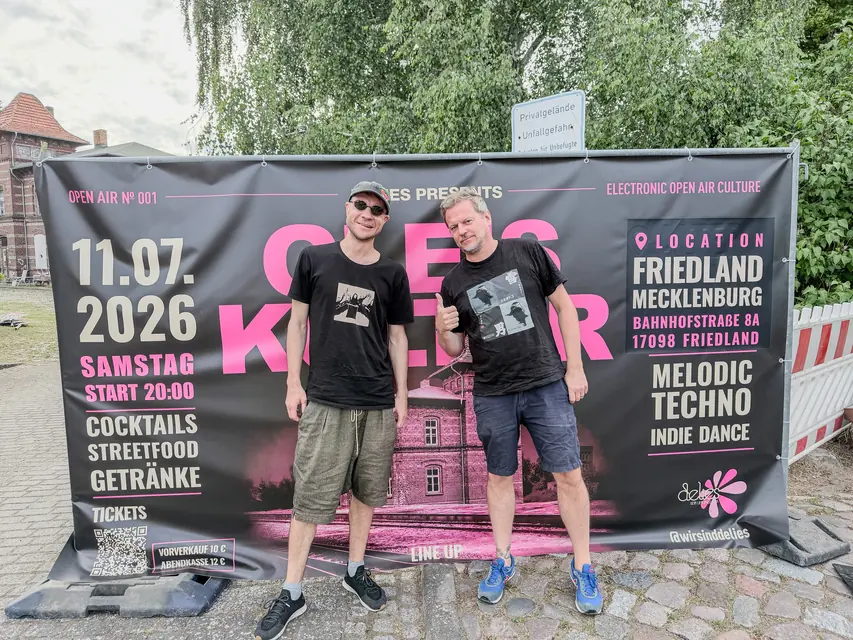 Privatgelände
Unfallgefahr
OPEN AIR Nº 001
PRESENTS
ELECTRONIC OPEN AIR CULTURE
11.07.
2026
SAMSTAG
START 20:00
COCKTAILS
STREETFOOD
GETRÄNKE
TICKETS
VORVERKAUF 10 €
ABENDKASSE 12 €
LINE UP
LOCATION
FRIEDLAND
MECKLENBURG
BAHNHOFSTRAßE 8A
17098 FRIEDLAND
MELODIC
TECHNO
INDIE DANCE
delies
@wirsinddelies